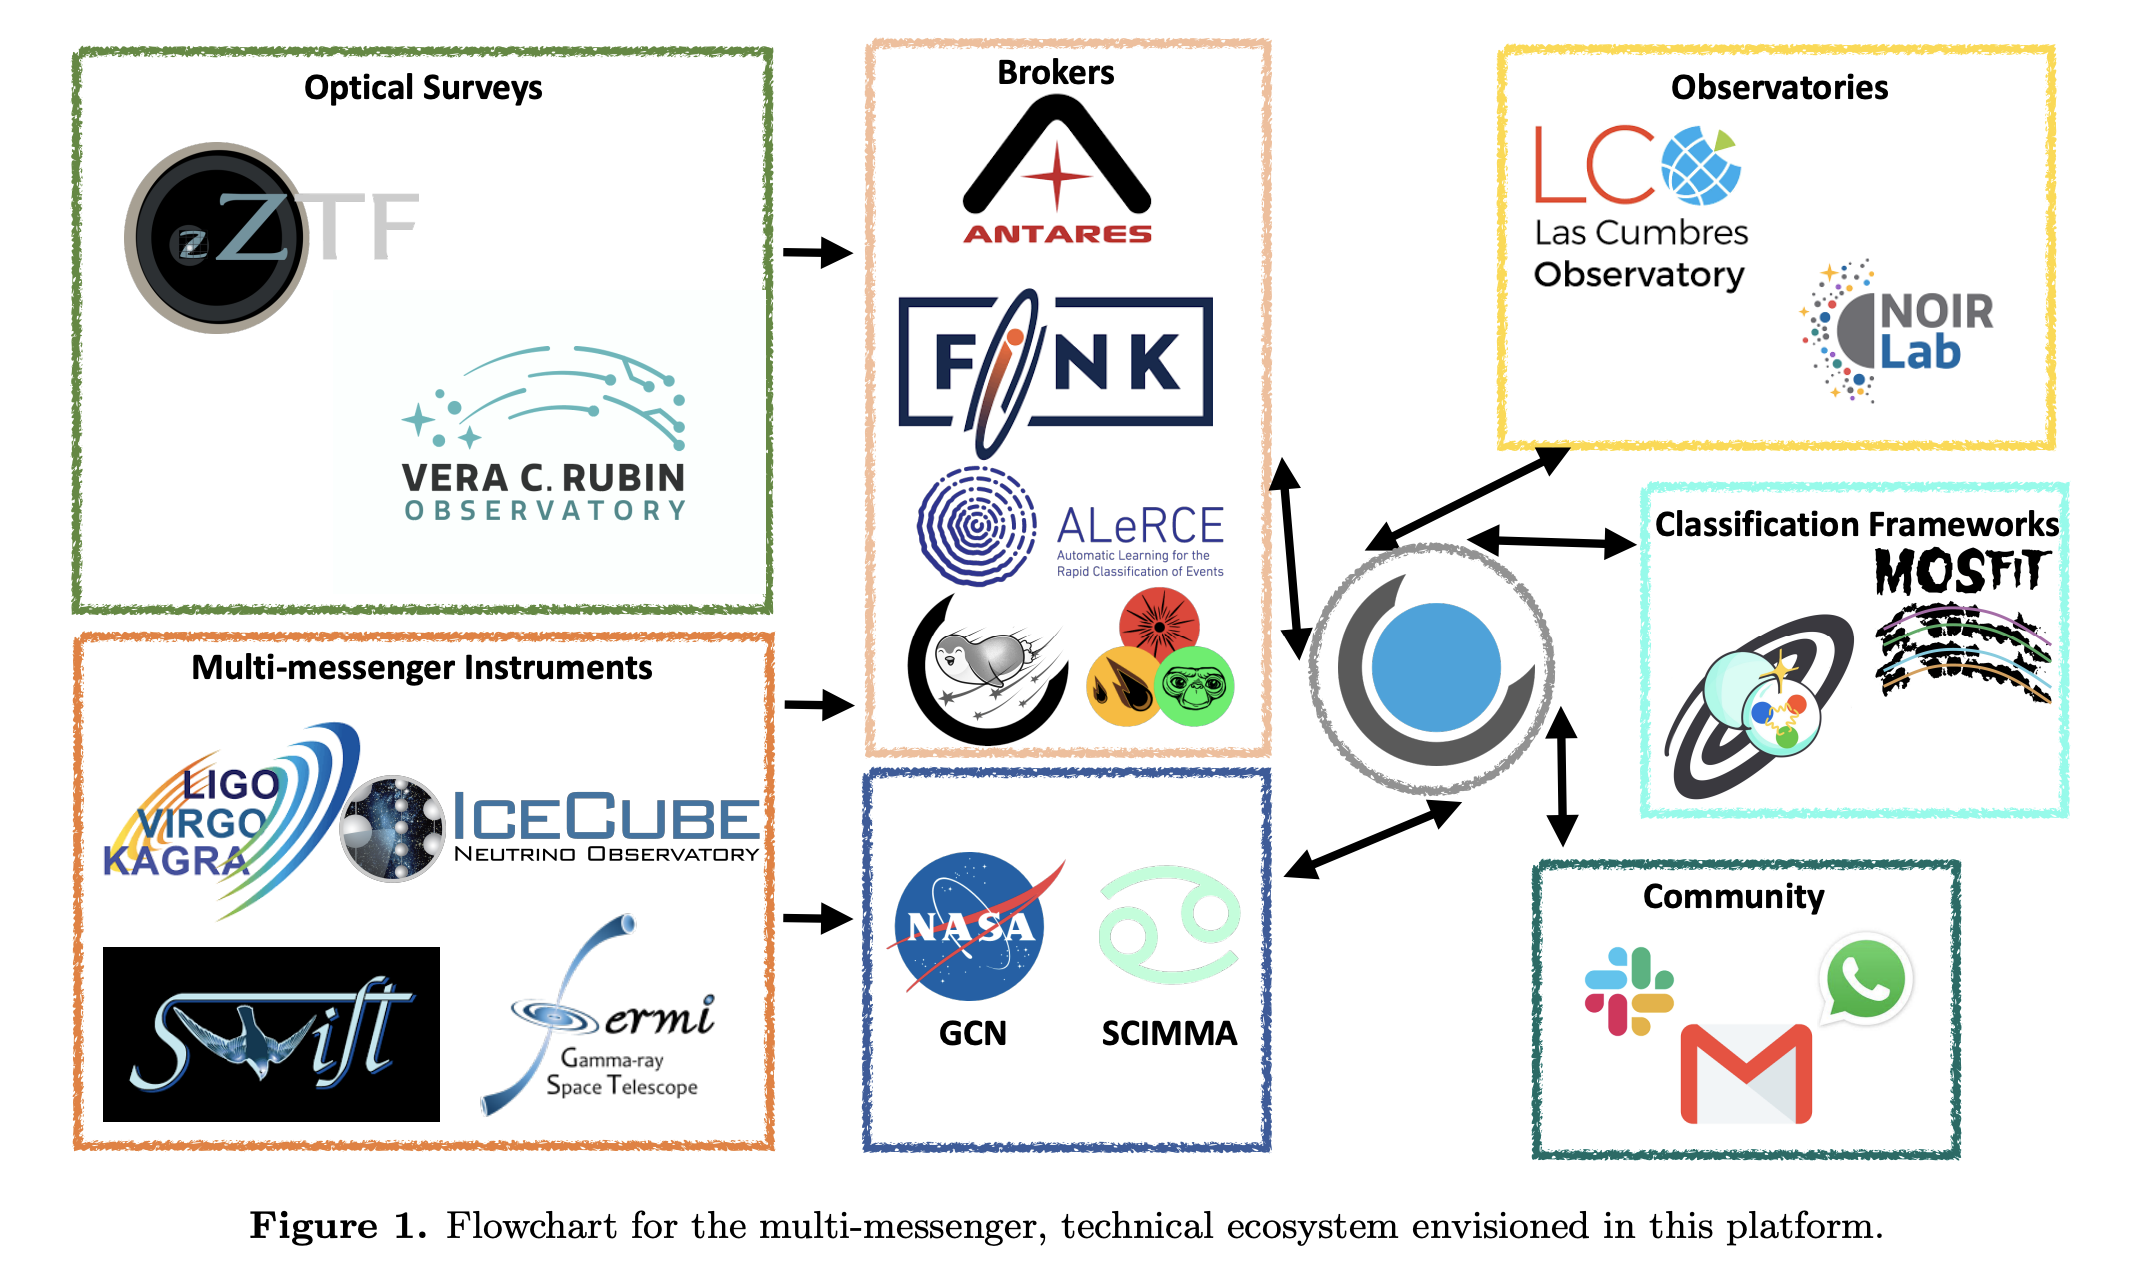 Optical Surveys
zZTF
VERA C. RUBIN
OBSERVATORY
Multi-messenger Instruments
LIGO
VIRGO
KAGRA
ICECUBE
NEUTRINO OBSERVATORY
Swift
Fermi
Gamma-ray
Space Telescope
Brokers
ANTARES
FINK
ALeRCE
Automatic Learning for the
Rapid Classification of Events
NASA
GCN
SCIMMA
Observatories
LCO
Las Cumbres
Observatory
NOIR
Lab
Classification Frameworks
MOSFiT
Community
Figure 1. Flowchart for the multi-messenger, technical ecosystem envisioned in this platform.